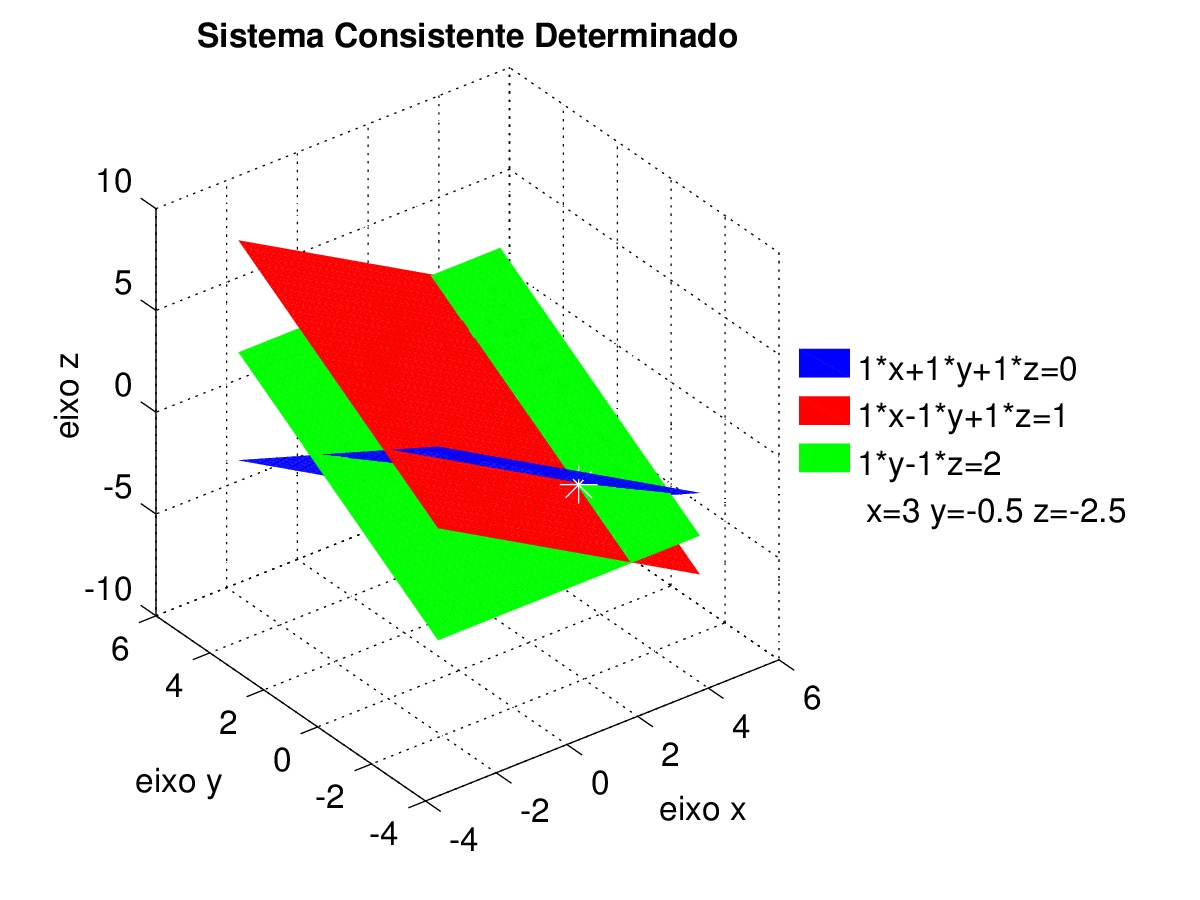 Sistema Consistente Determinado
10
5
0
-5
-10
eixo z
6
4
2
0
-2
-4
eixo y
-4
-2
0
2
4
6
eixo x
1*x+1*y+1*z=0
1*x-1*y+1*z=1
1*y-1*z=2
x=3 y=-0.5 z=-2.5